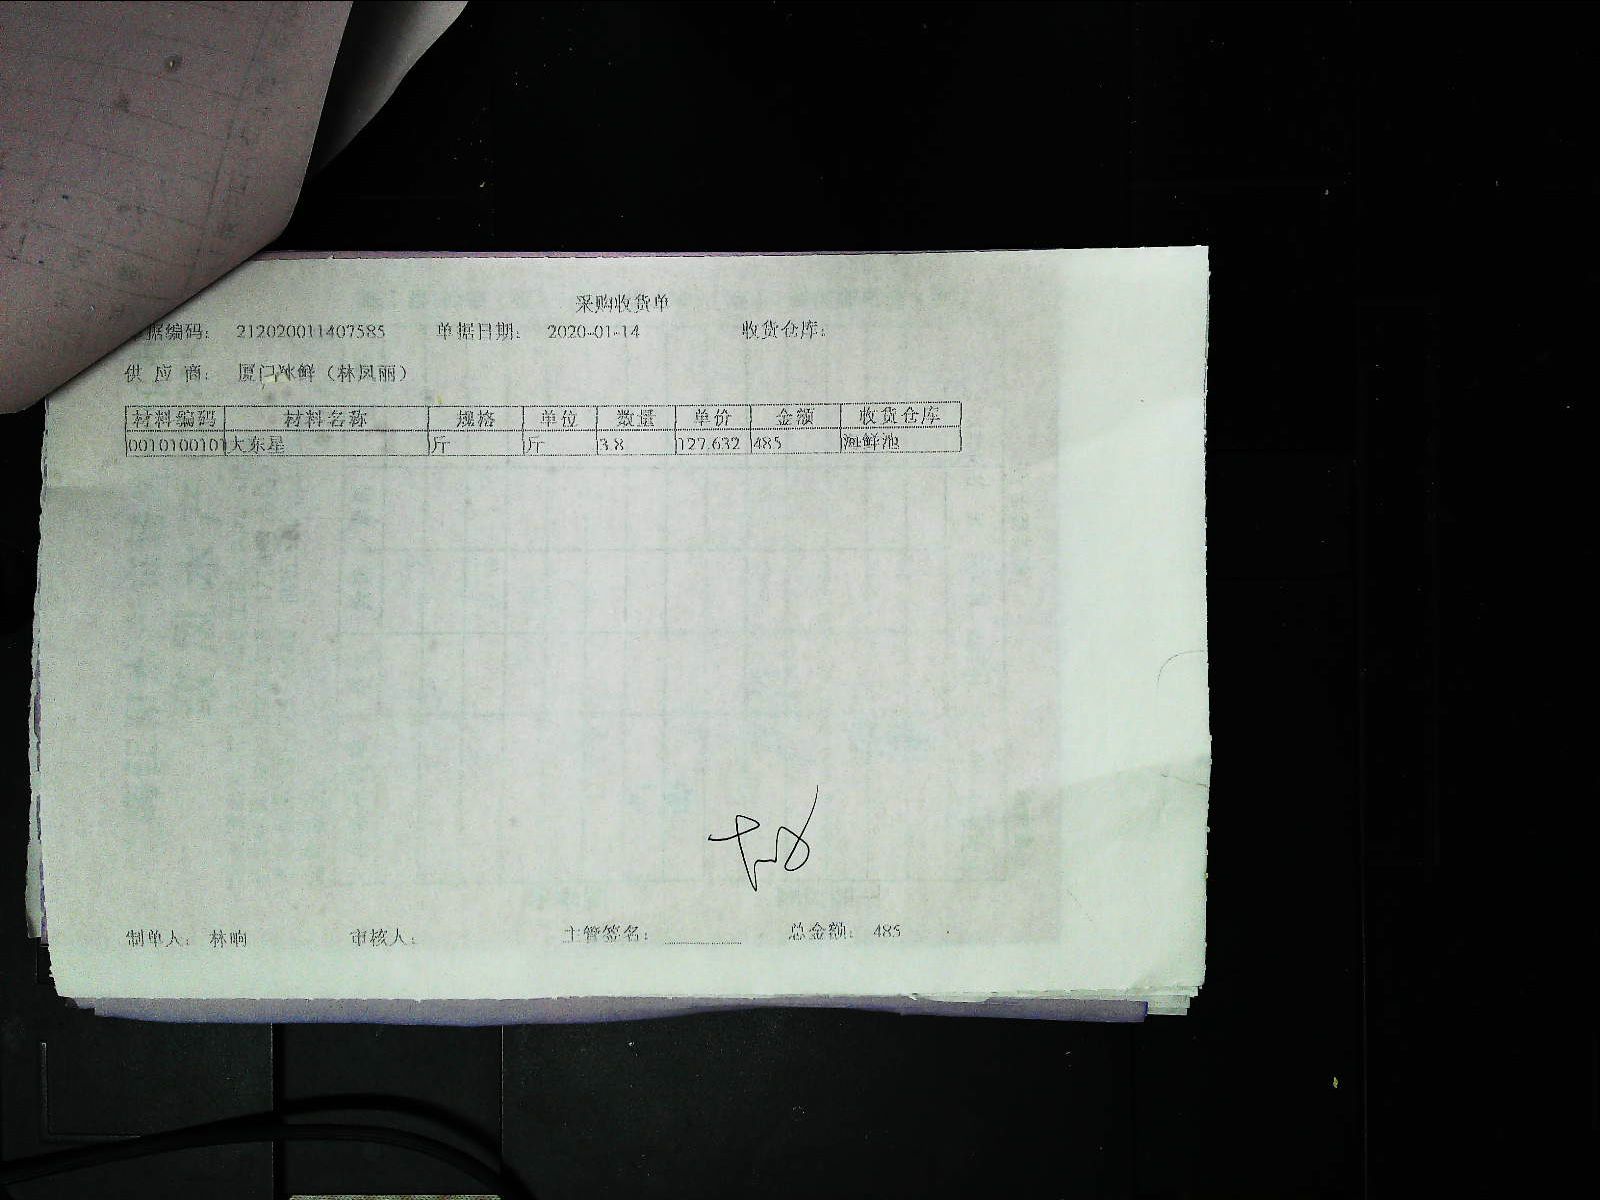 采购收货单
据编码： 212020011407585 单据日期： 2020-01-14 收货仓库：
供 应 商： 厦门冰鲜（林凤丽）
材料编码 材料名称 规格 单位 数量 单价 金额 收货仓库
0010100101 大东星 斤 斤 3.8 127.632 485 海鲜池
制单人： 林响 审核人： 主管签名： 总金额： 485